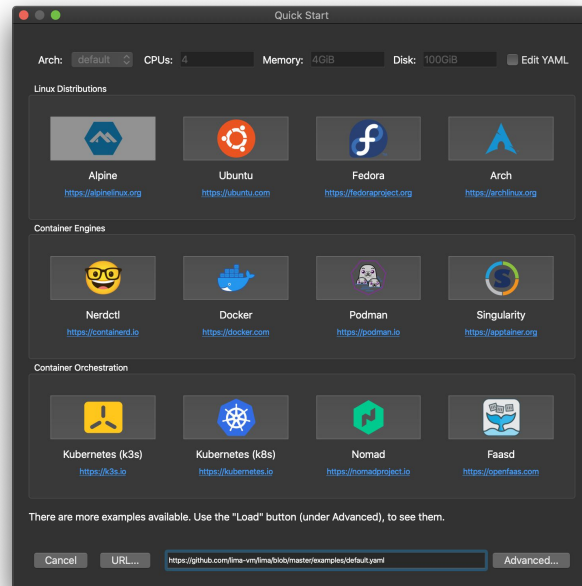 Quick Start
Arch: default CPUs: 4 Memory: 4GiB Disk: 100GiB Edit YAML
Linux Distributions
Alpine Ubuntu Fedora Arch
https://alpinelinux.org https://ubuntu.com https://fedoraproject.org https://archlinux.org
Container Engines
Nerdctl Docker Podman Singularity
https://containerd.io https://docker.com https://podman.io https://apptainer.org
Container Orchestration
Kubernetes (k3s) Kubernetes (k8s) Nomad Faasd
https://k3s.io https://kubernetes.io https://nomadproject.io https://openfaas.com
There are more examples available. Use the "Load" button (under Advanced), to see them.
Cancel URL... https://github.com/lima-vm/lima/blob/master/examples/default.yaml Advanced...